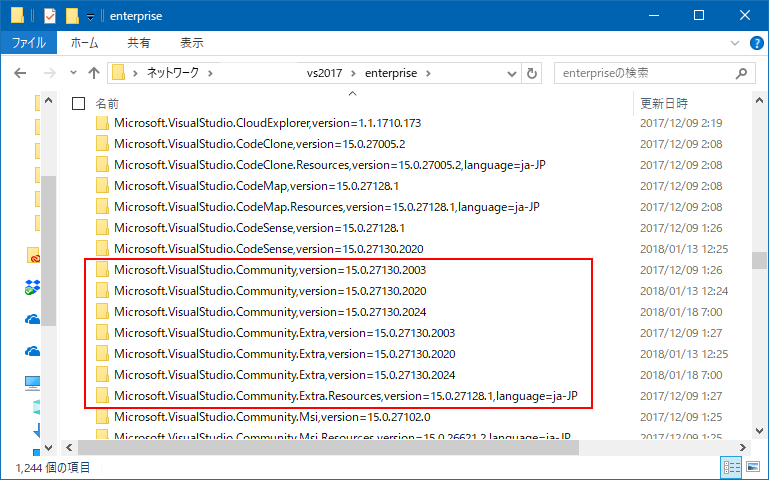 enterprise
ファイル ホーム 共有 表示
ネットワーク vs2017 enterprise enterpriseの検索
名前 更新日時
Microsoft.VisualStudio.CloudExplorer,version=1.1.1710.173 2017/12/09 2:19
Microsoft.VisualStudio.CodeClone,version=15.0.27005.2 2017/12/09 2:08
Microsoft.VisualStudio.CodeClone.Resources,version=15.0.27005.2,language=ja-JP 2017/12/09 2:08
Microsoft.VisualStudio.CodeMap,version=15.0.27128.1 2017/12/09 2:08
Microsoft.VisualStudio.CodeMap.Resources,version=15.0.27128.1,language=ja-JP 2017/12/09 2:08
Microsoft.VisualStudio.CodeSense,version=15.0.27128.1 2017/12/09 1:26
Microsoft.VisualStudio.CodeSense,version=15.0.27130.2020 2018/01/13 12:25
Microsoft.VisualStudio.Community,version=15.0.27130.2003 2017/12/09 1:26
Microsoft.VisualStudio.Community,version=15.0.27130.2020 2018/01/13 12:24
Microsoft.VisualStudio.Community,version=15.0.27130.2024 2018/01/18 7:00
Microsoft.VisualStudio.Community.Extra,version=15.0.27130.2003 2017/12/09 1:27
Microsoft.VisualStudio.Community.Extra,version=15.0.27130.2020 2018/01/13 12:25
Microsoft.VisualStudio.Community.Extra,version=15.0.27130.2024 2018/01/18 7:00
Microsoft.VisualStudio.Community.Extra.Resources,version=15.0.27128.1,language=ja-JP 2017/12/09 1:27
Microsoft.VisualStudio.Community.Msi,version=15.0.27102.0 2017/12/09 1:25
Microsoft.VisualStudio.Community.Msi.Resources,version=15.0.26621.2,language=ja-JP 2017/12/09 1:25
1,244 個の項目